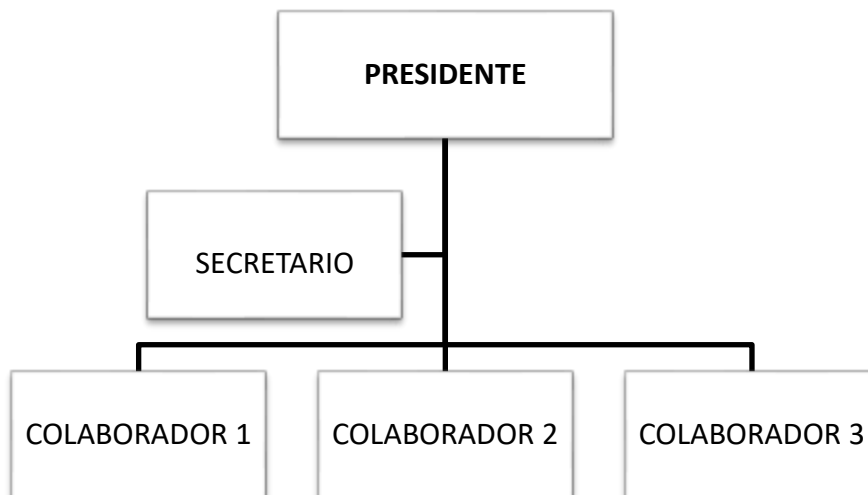 PRESIDENTE
SECRETARIO
COLABORADOR 1
COLABORADOR 2
COLABORADOR 3